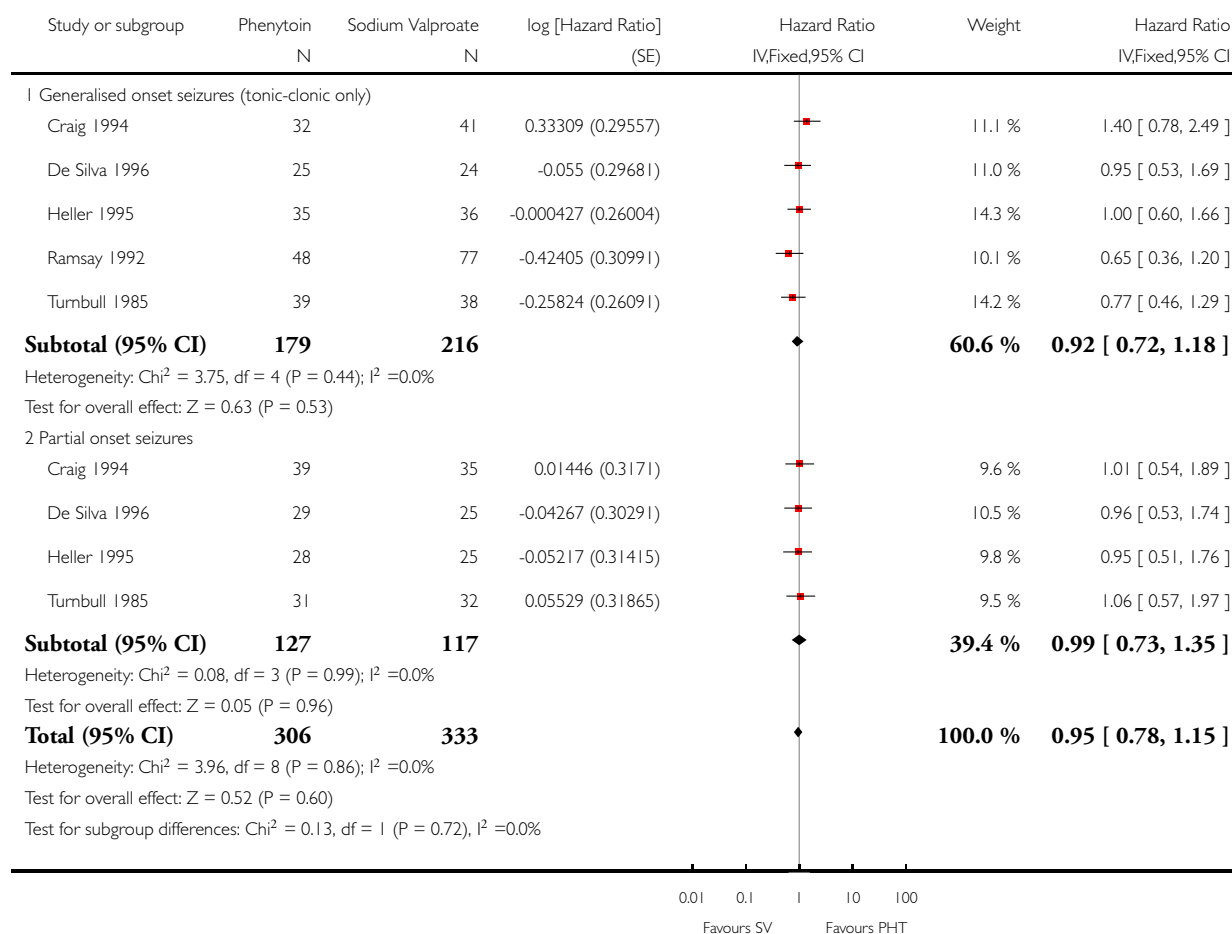 Study or subgroup Phenytoin Sodium Valproate log [Hazard Ratio] Hazard Ratio Weight Hazard Ratio
N N (SE) IV,Fixed,95% CI IV,Fixed,95% CI
1 Generalised onset seizures (tonic-clonic only)
Craig 1994 32 41 0.33309 (0.29557) 11.1 % 1.40 [ 0.78, 2.49 ]
De Silva 1996 25 24 -0.055 (0.29681) 11.0 % 0.95 [ 0.53, 1.69 ]
Heller 1995 35 36 -0.000427 (0.26004) 14.3 % 1.00 [ 0.60, 1.66 ]
Ramsay 1992 48 77 -0.42405 (0.30991) 10.1 % 0.65 [ 0.36, 1.20 ]
Turnbull 1985 39 38 -0.25824 (0.26091) 14.2 % 0.77 [ 0.46, 1.29 ]
Subtotal (95% CI) 179 216 60.6 % 0.92 [ 0.72, 1.18 ]
Heterogeneity: Chi² = 3.75, df = 4 (P = 0.44); I² =0.0%
Test for overall effect: Z = 0.63 (P = 0.53)
2 Partial onset seizures
Craig 1994 39 35 0.01446 (0.3171) 9.6 % 1.01 [ 0.54, 1.89 ]
De Silva 1996 29 25 -0.04267 (0.30291) 10.5 % 0.96 [ 0.53, 1.74 ]
Heller 1995 28 25 -0.05217 (0.31415) 9.8 % 0.95 [ 0.51, 1.76 ]
Turnbull 1985 31 32 0.05529 (0.31865) 9.5 % 1.06 [ 0.57, 1.97 ]
Subtotal (95% CI) 127 117 39.4 % 0.99 [ 0.73, 1.35 ]
Heterogeneity: Chi² = 0.08, df = 3 (P = 0.99); I² =0.0%
Test for overall effect: Z = 0.05 (P = 0.96)
Total (95% CI) 306 333 100.0 % 0.95 [ 0.78, 1.15 ]
Heterogeneity: Chi² = 3.96, df = 8 (P = 0.86); I² =0.0%
Test for overall effect: Z = 0.52 (P = 0.60)
Test for subgroup differences: Chi² = 0.13, df = 1 (P = 0.72), I² =0.0%
0.01 0.1 1 10 100
Favours SV Favours PHT